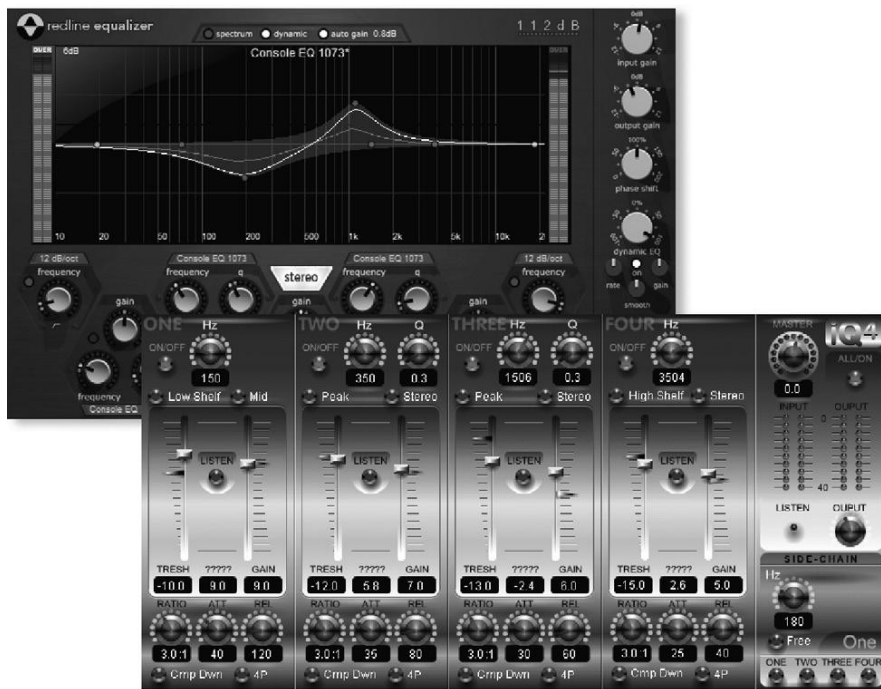 redline equalizer
112dB
spectrum dynamic auto gain 0.8dB
OVER 6dB Console EQ 1073* OVER
10 20 50 100 200 500 1k 2k 5k 10k 2
0dB
input gain
0dB
output gain
100%
phase shift
0%
dynamic EQ
on
rate gain
smooth
12 dB/oct Console EQ 1073 stereo Console EQ 1073 12 dB/oct
frequency frequency q frequency q frequency
gain gain gain gain
frequency
Console EQ
ONE Hz
ON/OFF
150
Low Shelf Mid
LISTEN
TRESH ????? GAIN
-10.0 9.0 9.0
RATIO ATT REL
3.0:1 40 120
Cmp Dwn 4P
TWO Hz Q
ON/OFF
350 0.3
Peak Stereo
LISTEN
TRESH ????? GAIN
-12.0 5.8 7.0
RATIO ATT REL
3.0:1 35 80
Cmp Dwn 4P
THREE Hz Q
ON/OFF
1506 0.3
Peak Stereo
LISTEN
TRESH ????? GAIN
-13.0 -2.4 6.0
RATIO ATT REL
3.0:1 30 60
Cmp Dwn 4P
FOUR Hz
ON/OFF
3504
High Shelf Stereo
LISTEN
TRESH ????? GAIN
-15.0 2.6 5.0
RATIO ATT REL
3.0:1 25 40
Cmp Dwn 4P
MASTER iQ4
ALL/ON
0.0
INPUT OUPUT
0
40
LISTEN OUPUT
SIDE-CHAIN
Hz
180
Free One
ONE TWO THREE FOUR